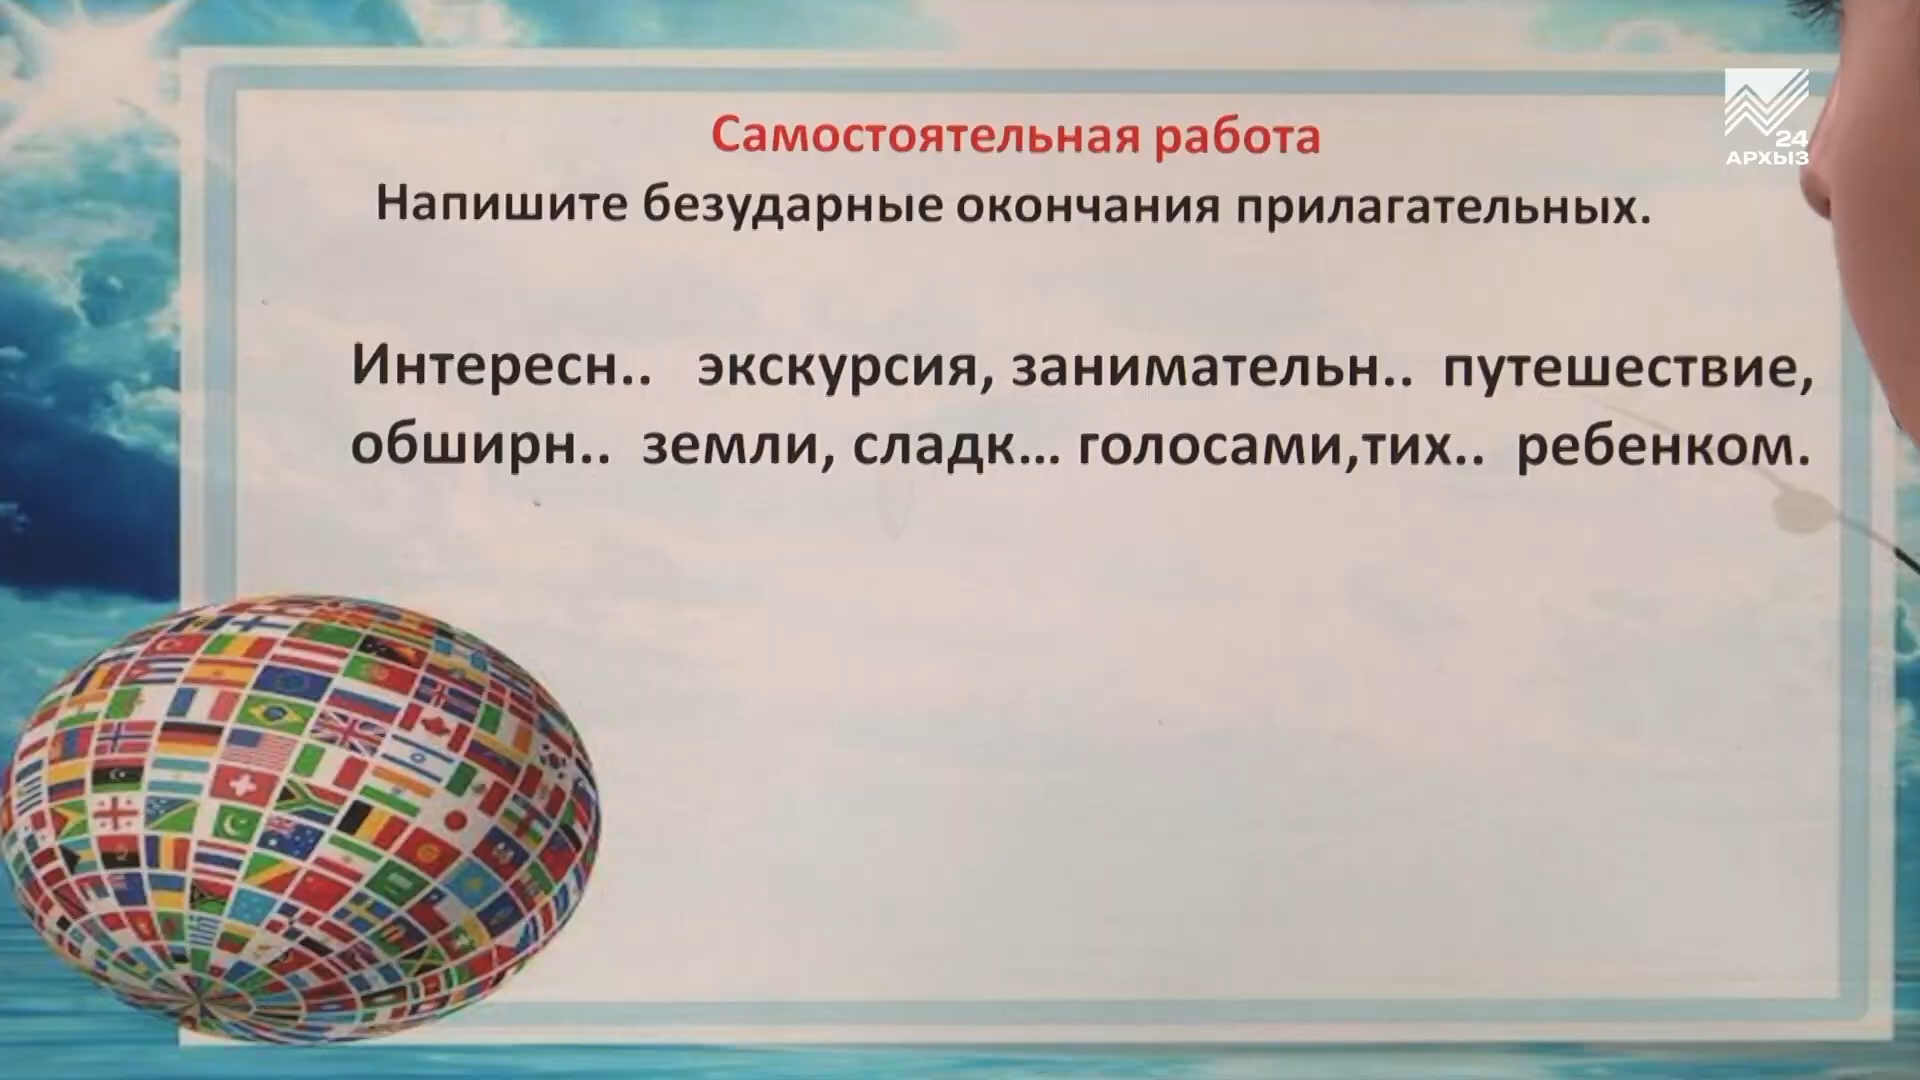 24
АРХЫЗ
Самостоятельная работа
Напишите безударные окончания прилагательных.
Интересн.. экскурсия, занимательн.. путешествие,
обширн.. земли, сладк... голосами,тих.. ребенком.